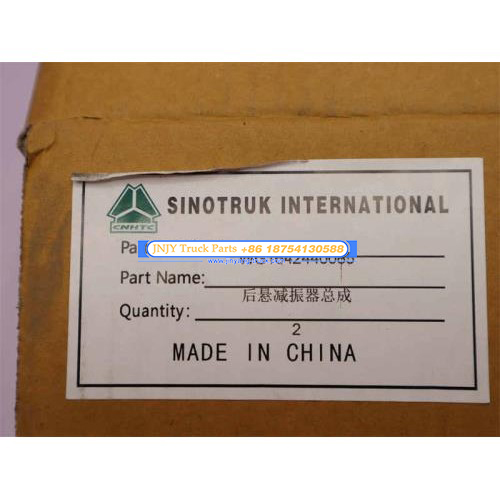 CNHTC
SINOTRUK INTERNATIONAL
JNJY Truck Parts +86 18754130588
Part Name:
后悬减振器总成
Quantity:
2
MADE IN CHINA